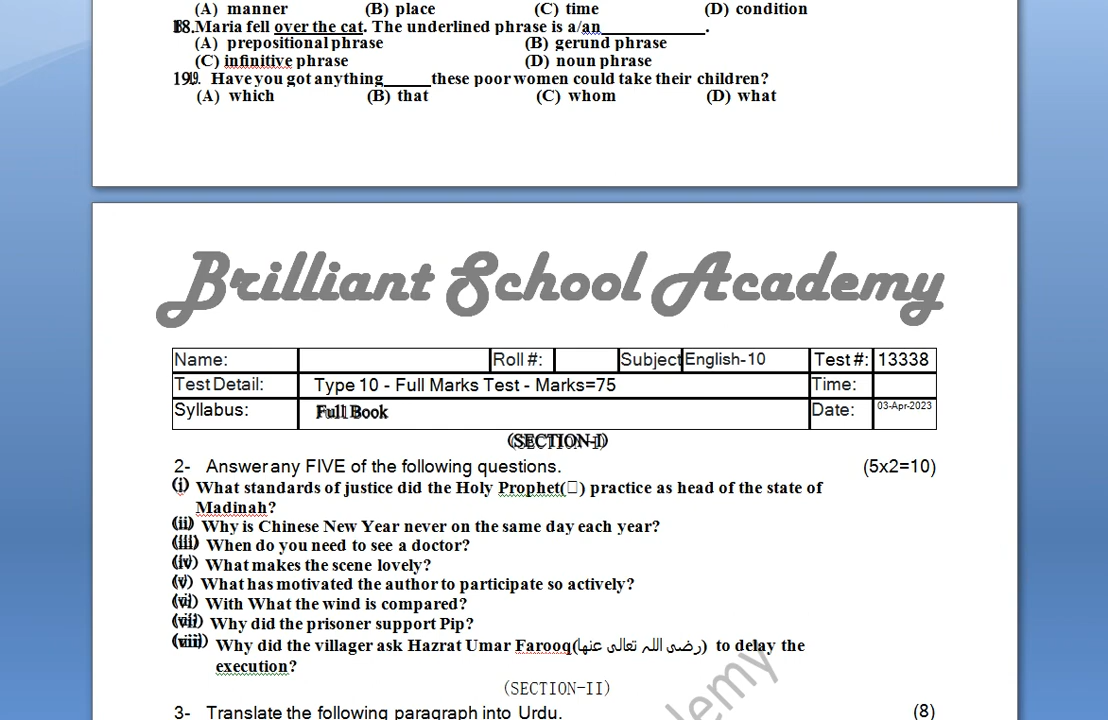 (A) manner (B) place (C) time (D) condition
18. Maria fell over the cat. The underlined phrase is a/an____________.
(A) prepositional phrase (B) gerund phrase
(C) infinitive phrase (D) noun phrase
19. Have you got anything_____these poor women could take their children?
(A) which (B) that (C) whom (D) what
Brilliant School Academy
Name: Roll #: Subject English-10 Test #: 13338
Test Detail: Type 10 - Full Marks Test - Marks=75 Time:
Syllabus: Full Book Date: 03-Apr-2023
(SECTION-I)
2- Answer any FIVE of the following questions. (5x2=10)
(i) What standards of justice did the Holy Prophet(□) practice as head of the state of
Madinah?
(ii) Why is Chinese New Year never on the same day each year?
(iii) When do you need to see a doctor?
(iv) What makes the scene lovely?
(v) What has motivated the author to participate so actively?
(vi) With What the wind is compared?
(vii) Why did the prisoner support Pip?
(viii) Why did the villager ask Hazrat Umar Farooq(رضی اللہ تعالی عنہا) to delay the
execution?
(SECTION-II)
3- Translate the following paragraph into Urdu. (8)